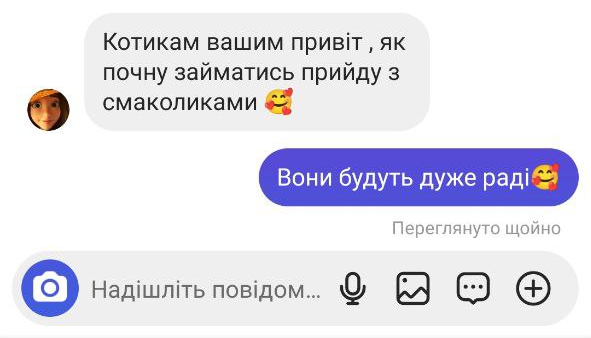 Котикам вашим привіт , як
почну займатись прийду з
смаколиками 🥰
Вони будуть дуже раді🥰
Переглянуто щойно
Надішліть повідом...